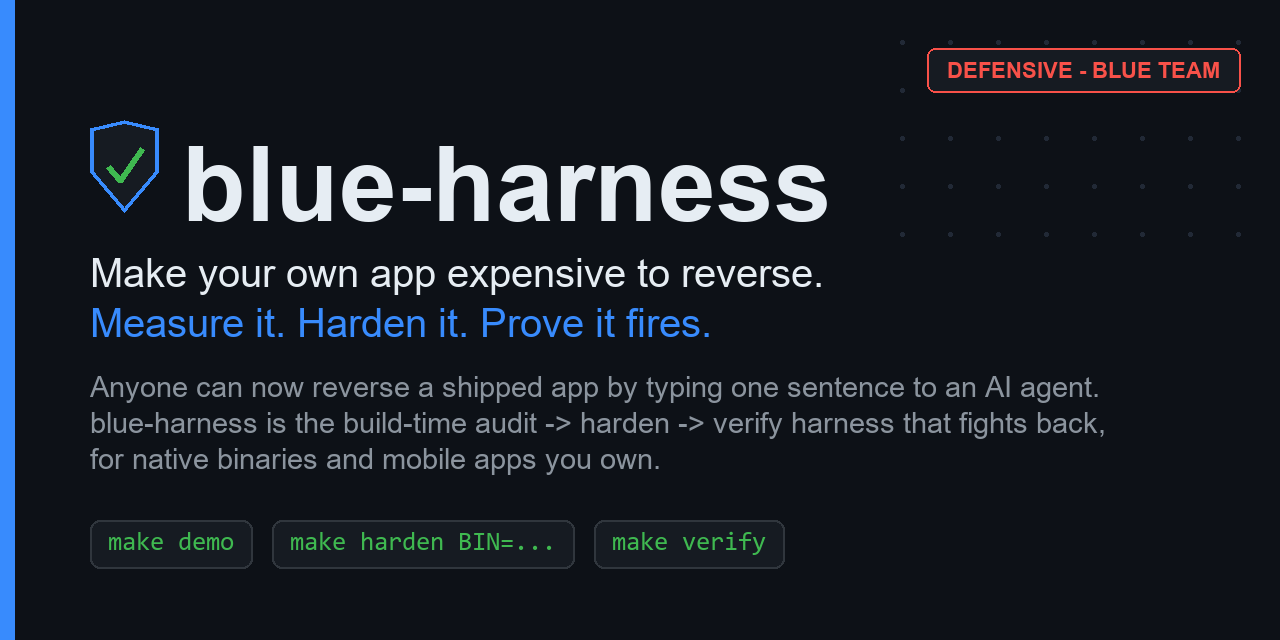 DEFENSIVE - BLUE TEAM
blue-harness
Make your own app expensive to reverse.
Measure it. Harden it. Prove it fires.
Anyone can now reverse a shipped app by typing one sentence to an AI agent.
blue-harness is the build-time audit -> harden -> verify harness that fights back,
for native binaries and mobile apps you own.
make demo
make harden BIN=...
make verify